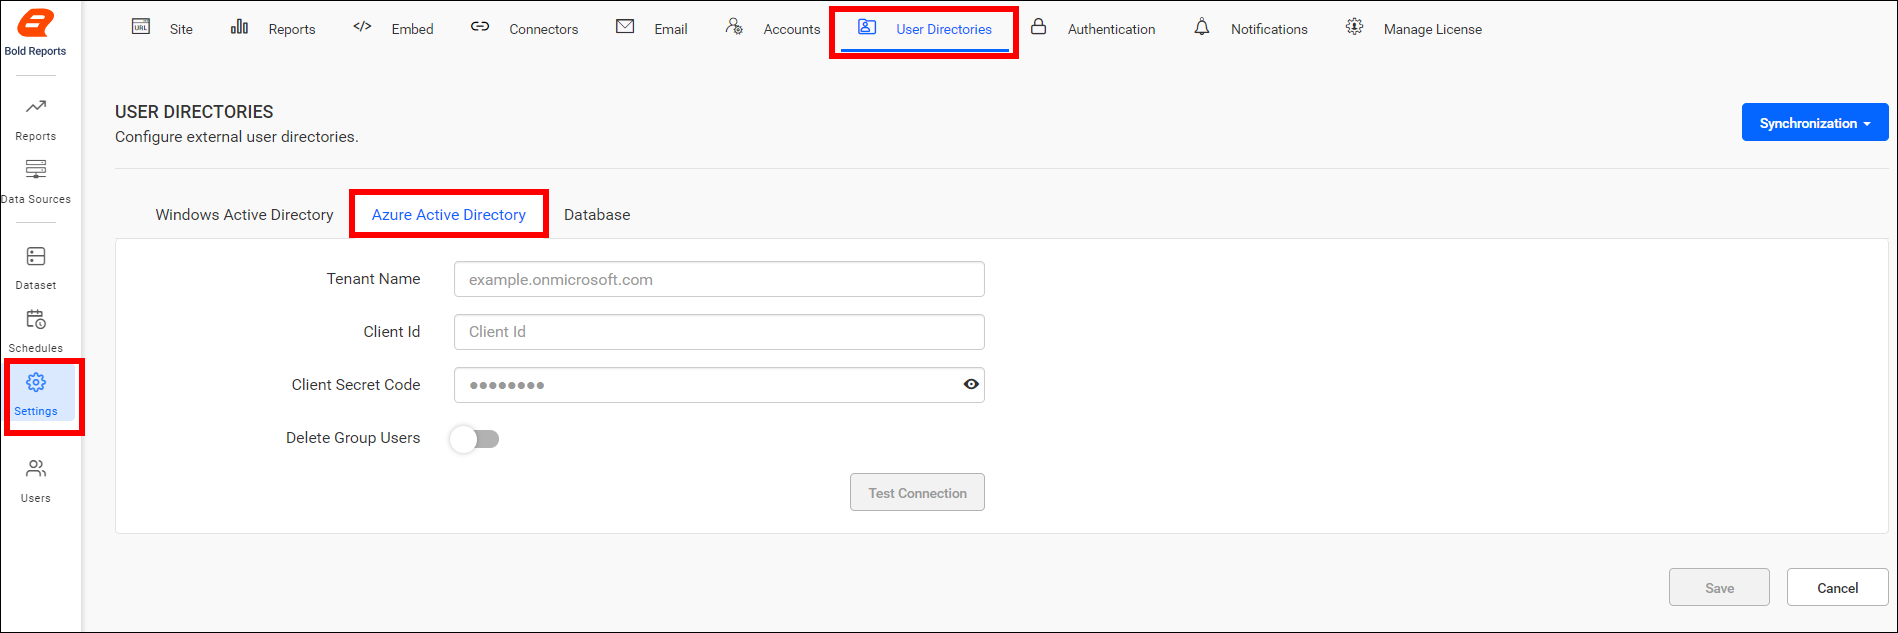 Bold Reports
URL Site Reports Embed Connectors Email Accounts User Directories Authentication Notifications Manage License
Reports
Data Sources
Dataset
Schedules
Settings
Users
USER DIRECTORIES
Configure external user directories.
Synchronization
Windows Active Directory Azure Active Directory Database
Tenant Name example.onmicrosoft.com
Client Id Client Id
Client Secret Code ●●●●●●●●
Delete Group Users
Test Connection
Save Cancel